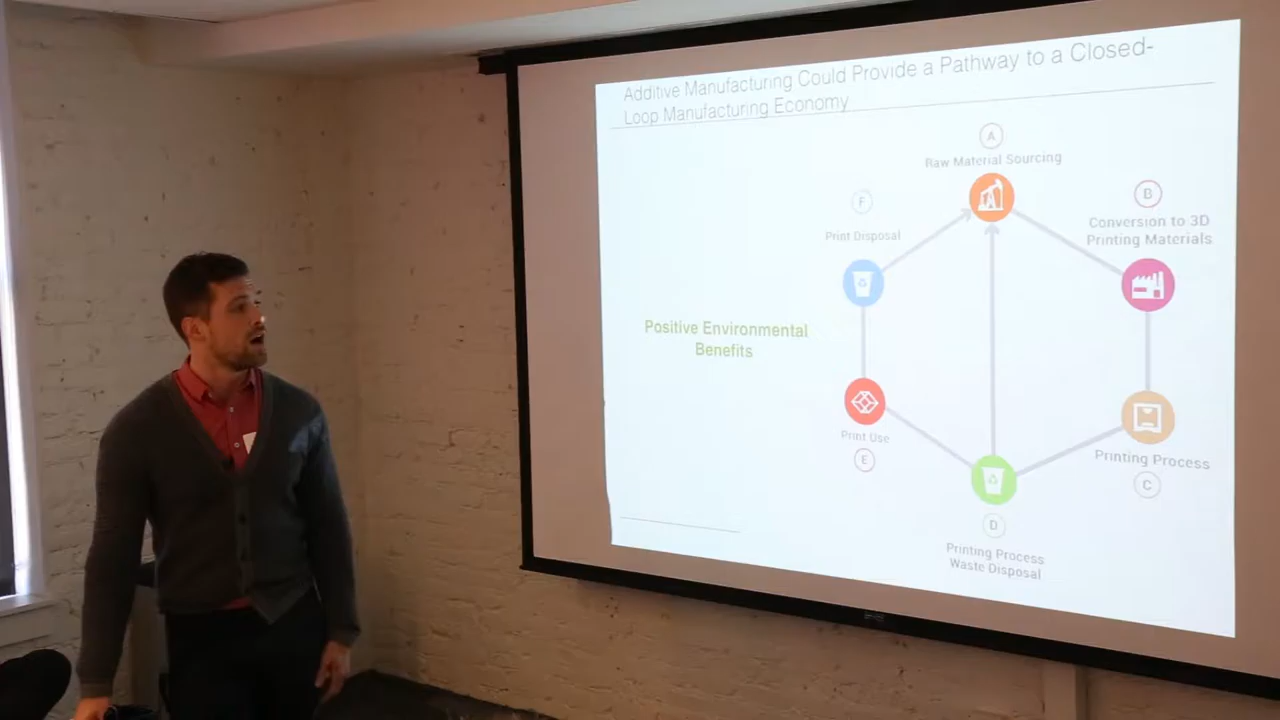 Additive Manufacturing Could Provide a Pathway to a Closed-
Loop Manufacturing Economy
A
Raw Material Sourcing
B
Conversion to 3D
Printing Materials
F
Print Disposal
Positive Environmental
Benefits
Print Use
E
Printing Process
C
D
Printing Process
Waste Disposal